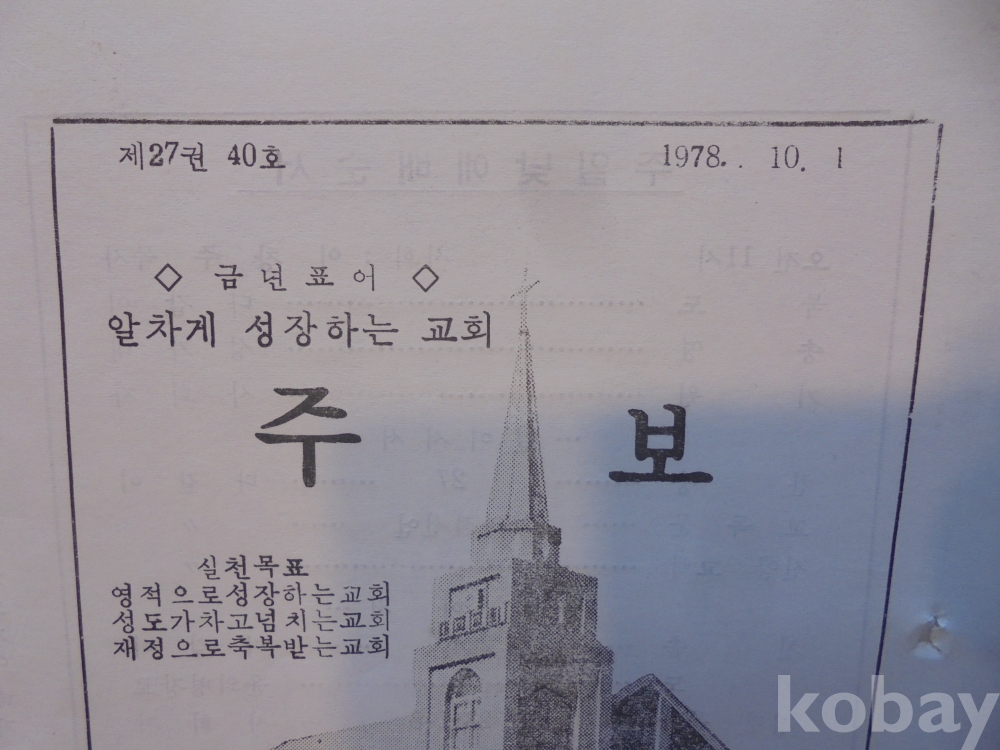 제27권 40호 1978. . 10. 1
◇ 금년표어 ◇
알차게 성장하는 교회
주 보
실천목표
영적으로성장하는교회
성도가차고넘치는교회
재정으로축복받는교회
kobay